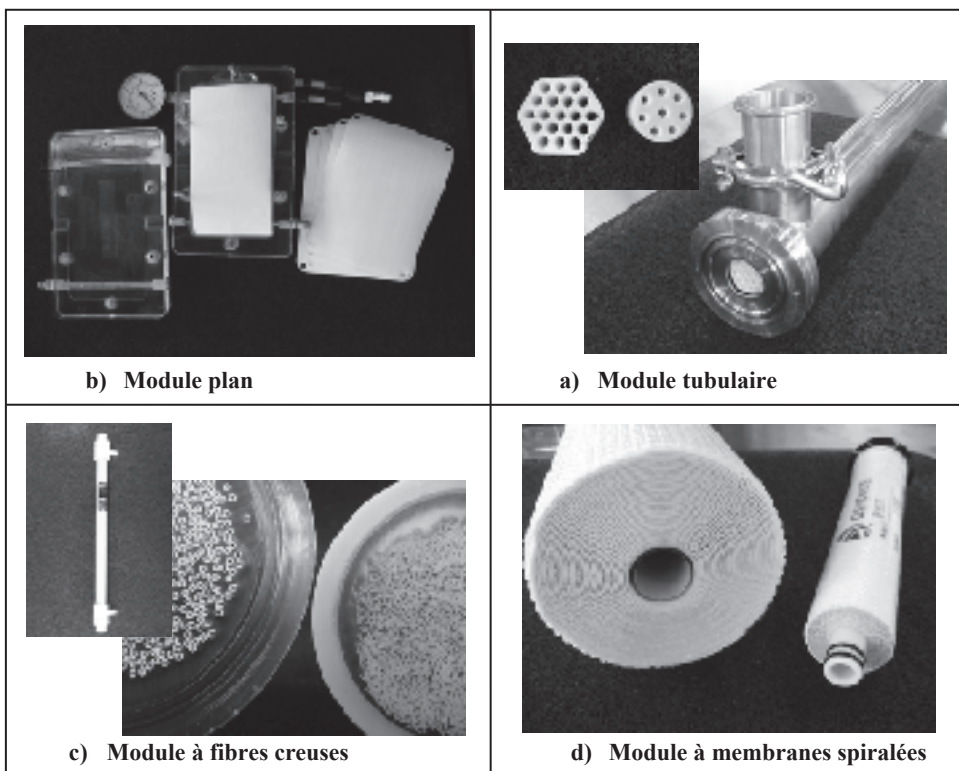 b) Module plan
a) Module tubulaire
c) Module à fibres creuses
d) Module à membranes spiralées